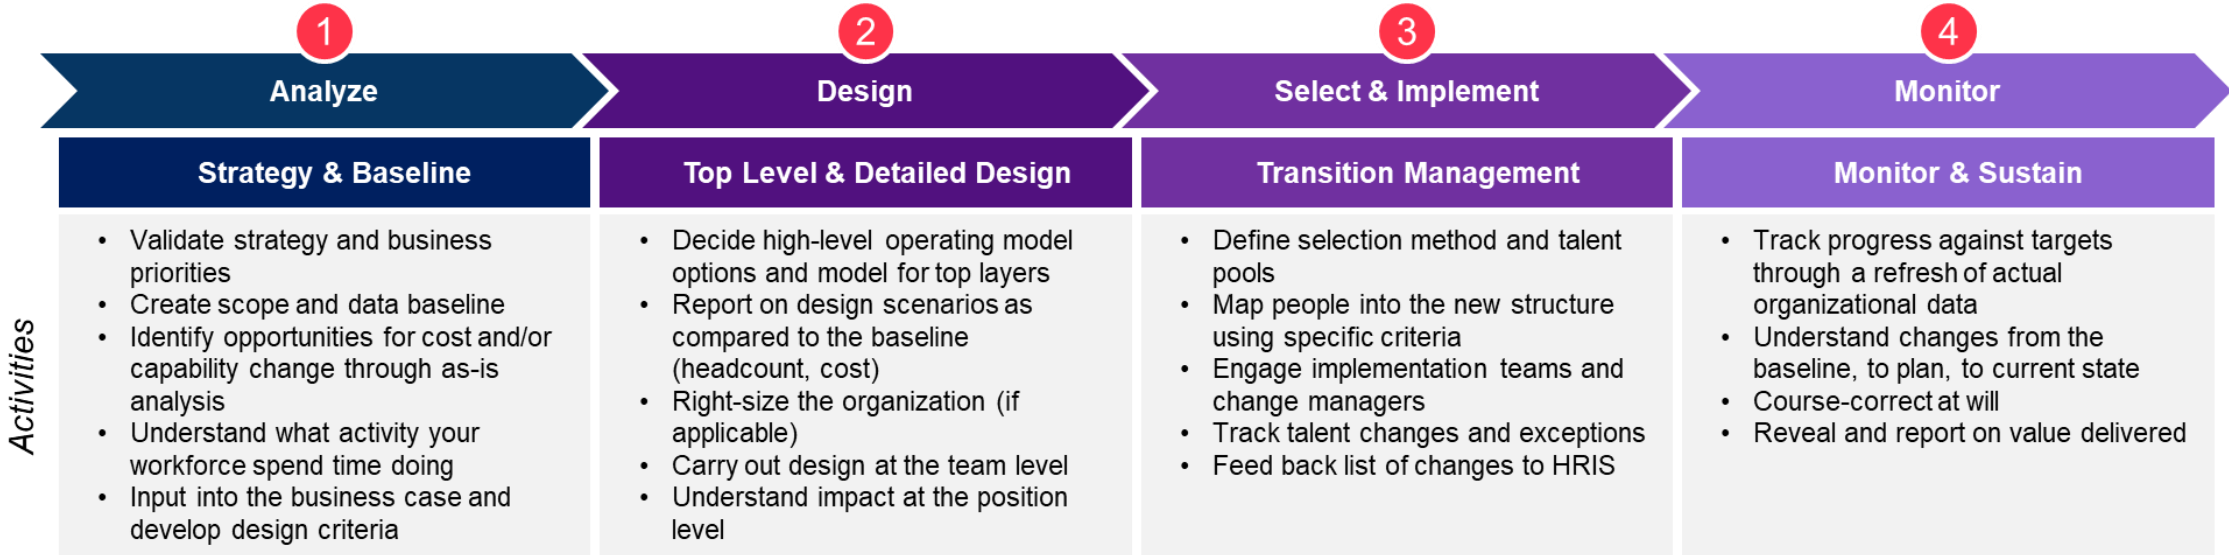 1
2
3
4
Analyze
Design
Select & Implement
Monitor
Strategy & Baseline
Top Level & Detailed Design
Transition Management
Monitor & Sustain
Activities
• Validate strategy and business
priorities
• Create scope and data baseline
• Identify opportunities for cost and/or
capability change through as-is
analysis
• Understand what activity your
workforce spend time doing
• Input into the business case and
develop design criteria
• Decide high-level operating model
options and model for top layers
• Report on design scenarios as
compared to the baseline
(headcount, cost)
• Right-size the organization (if
applicable)
• Carry out design at the team level
• Understand impact at the position
level
• Define selection method and talent
pools
• Map people into the new structure
using specific criteria
• Engage implementation teams and
change managers
• Track talent changes and exceptions
• Feed back list of changes to HRIS
• Track progress against targets
through a refresh of actual
organizational data
• Understand changes from the
baseline, to plan, to current state
• Course-correct at will
• Reveal and report on value delivered